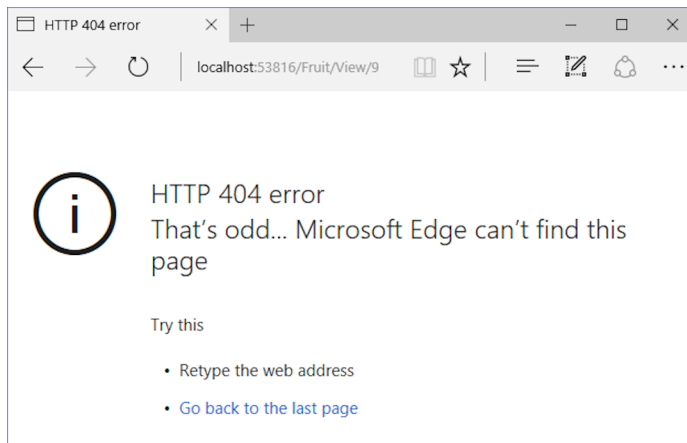 HTTP 404 error
localhost:53816/Fruit/View/9
HTTP 404 error
That’s odd... Microsoft Edge can’t find this
page
Try this
• Retype the web address
• Go back to the last page